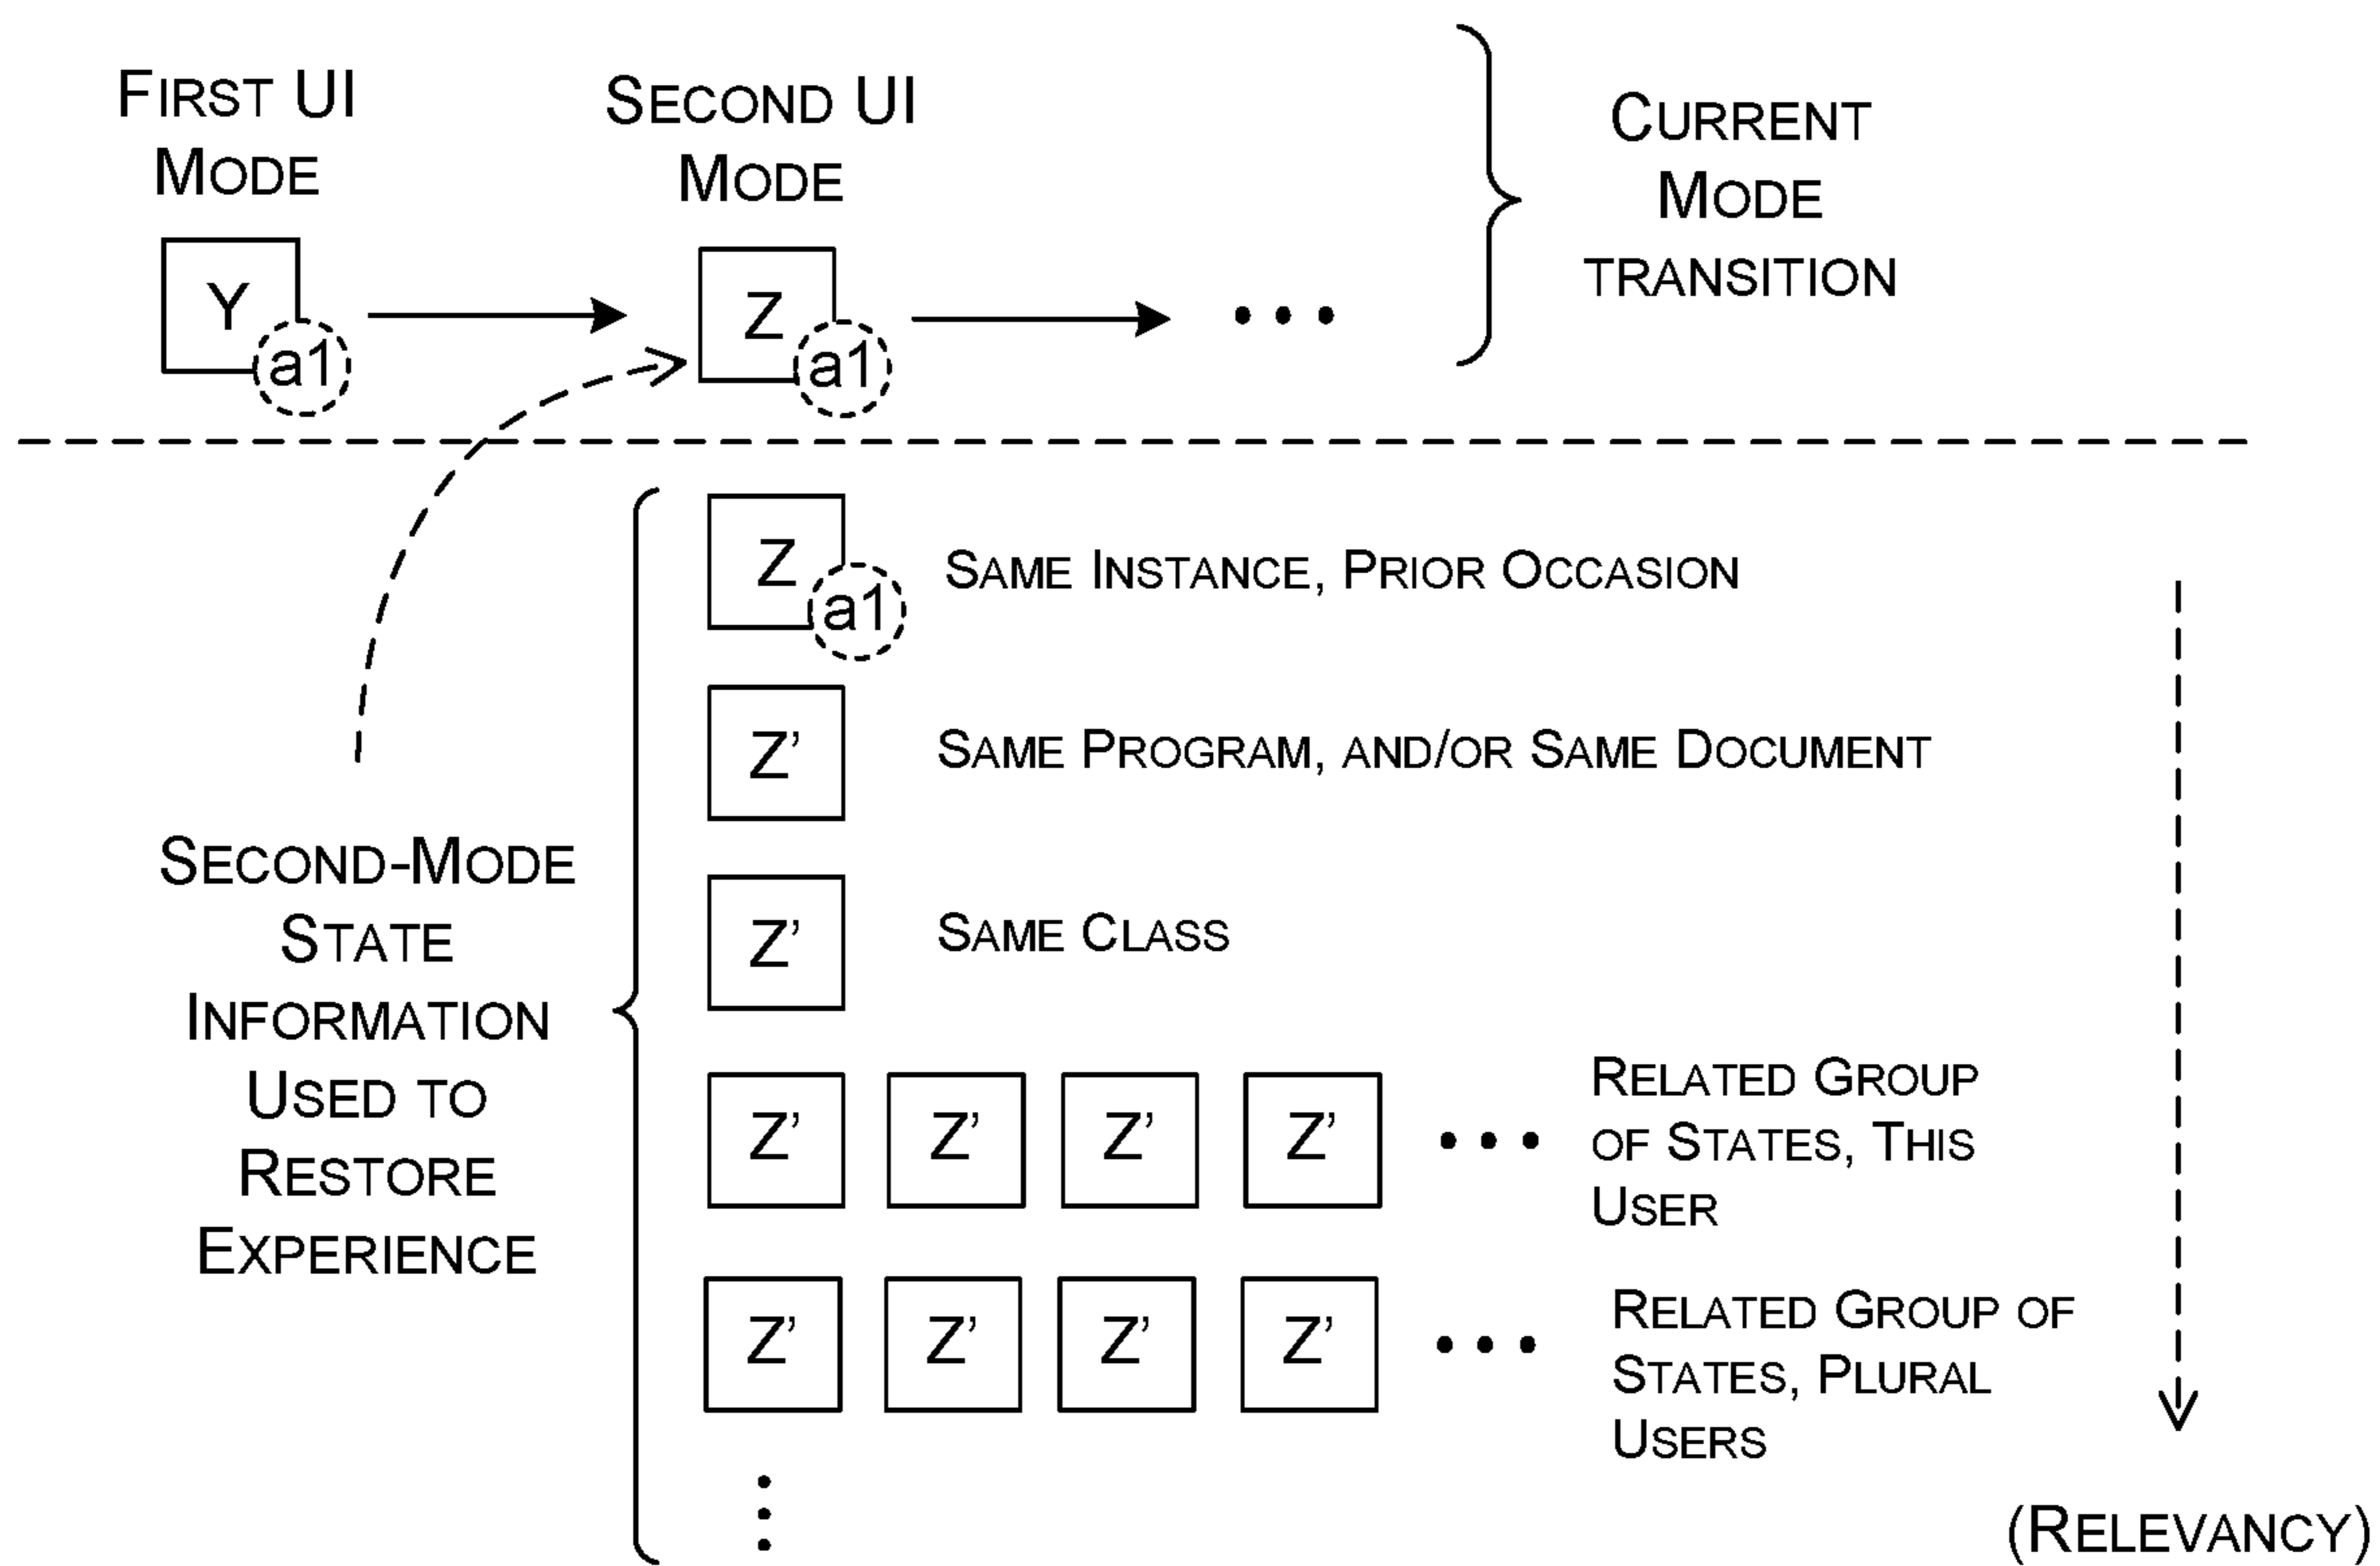 FIRST UI
MODE
SECOND UI
MODE
CURRENT
MODE
TRANSITION
Y
a1
Z
a1
• • •
Z
a1
SAME INSTANCE, PRIOR OCCASION
Z'
SAME PROGRAM, AND/OR SAME DOCUMENT
SECOND-MODE
STATE
INFORMATION
USED TO
RESTORE
EXPERIENCE
Z'
SAME CLASS
Z' Z' Z' Z' • • •
RELATED GROUP
OF STATES, THIS
USER
Z' Z' Z' Z' • • •
RELATED GROUP OF
STATES, PLURAL
USERS
(RELEVANCY)